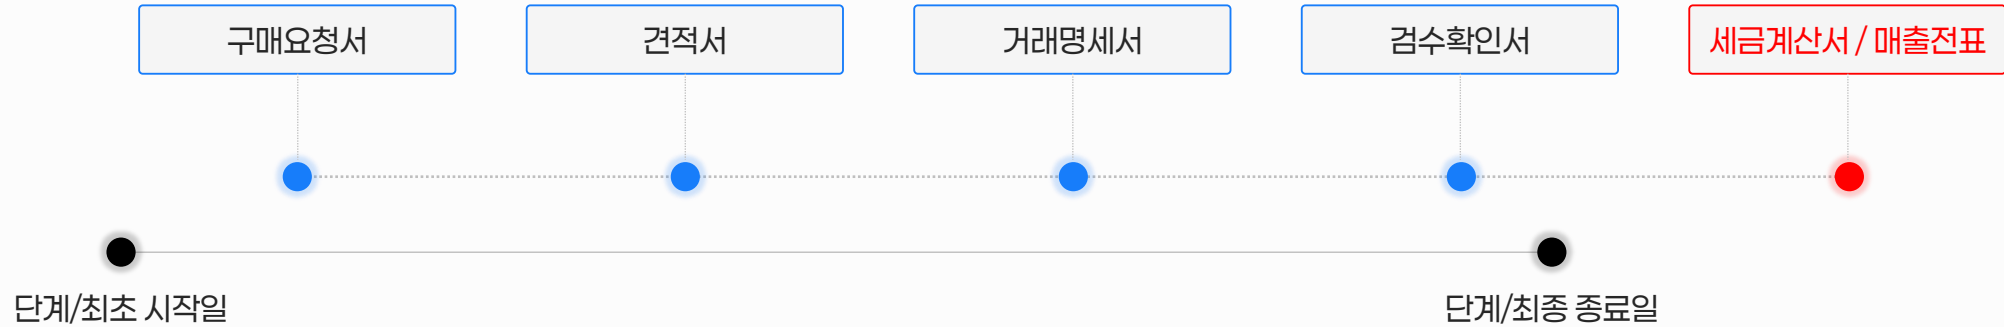 구매요청서
견적서
거래명세서
검수확인서
세금계산서 / 매출전표
단계/최초 시작일
단계/최종 종료일